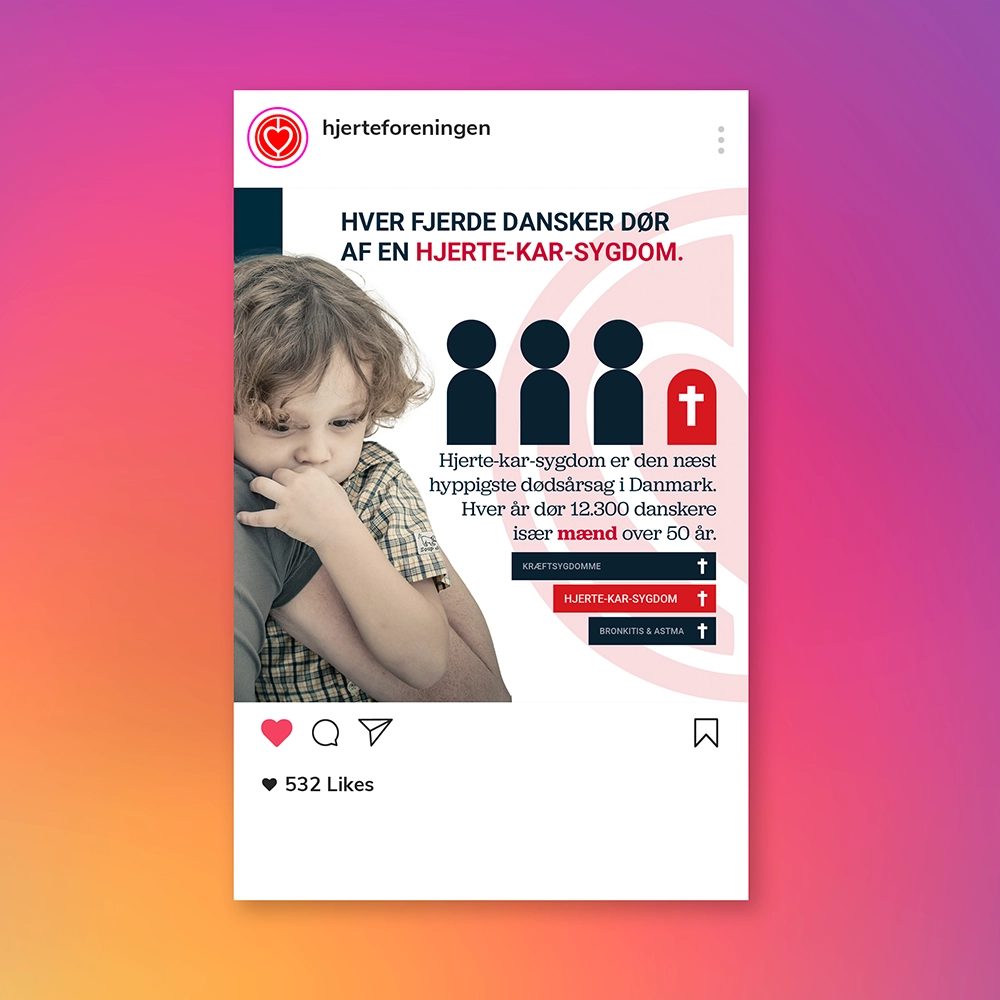 hjerteforeningen
HVER FJERDE DANSKER DØR
AF EN HJERTE-KAR-SYGDOM.
Hjerte-kar-sygdom er den næst
hyppigste dødsårsag i Danmark.
Hver år dør 12.300 danskere
især mænd over 50 år.
KRÆFTSYGDOMME
HJERTE-KAR-SYGDOM
BRONKITIS & ASTMA
532 Likes